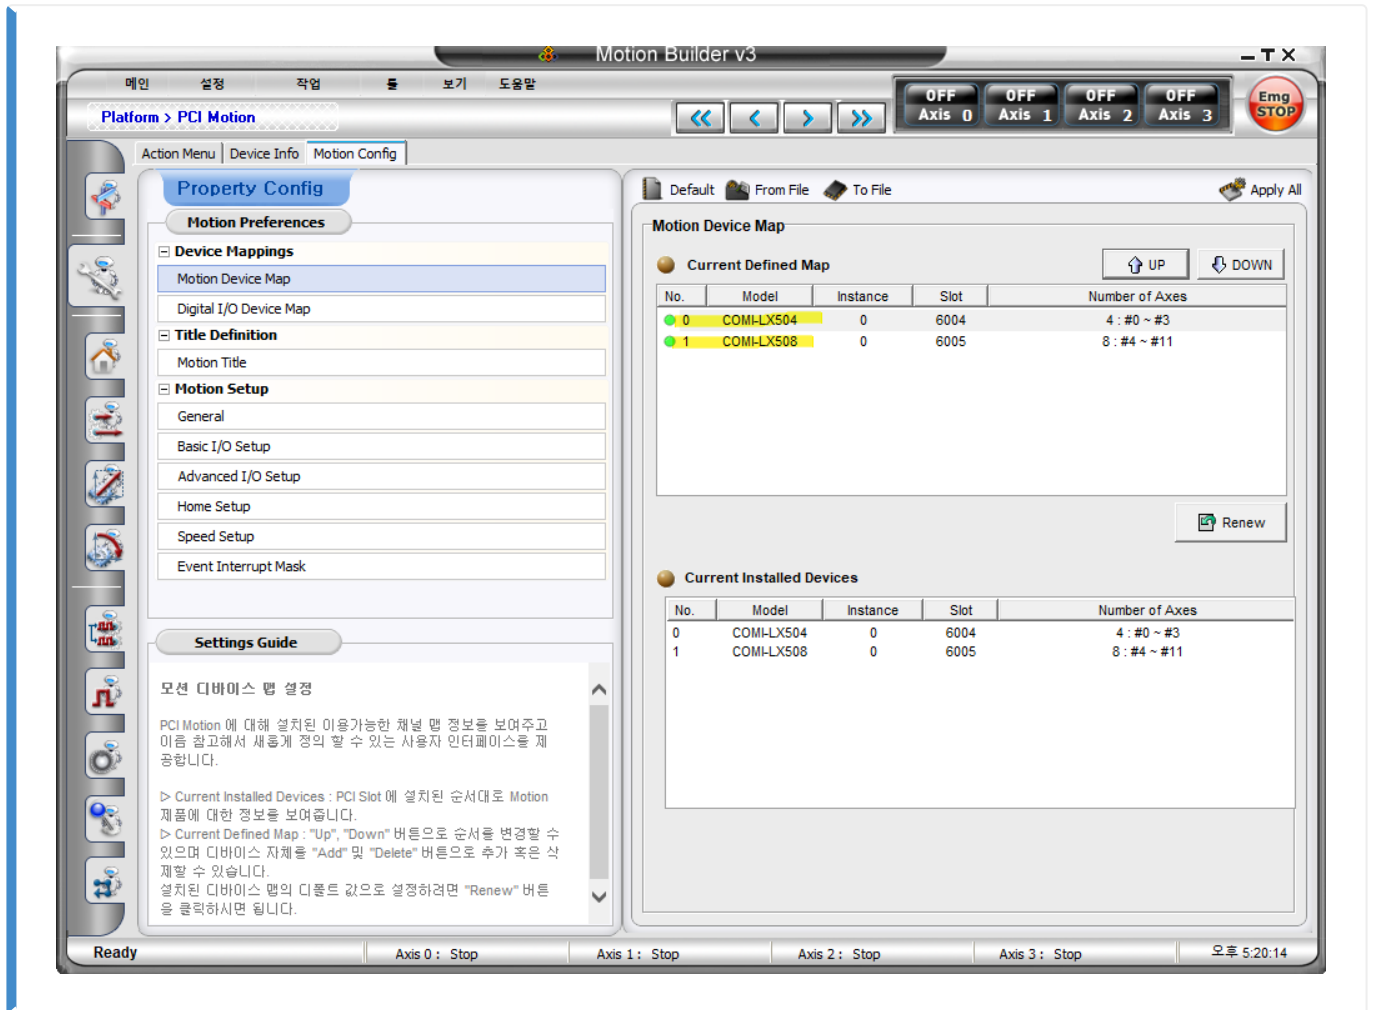 Motion Builder v3
메인 설정 작업 툴 보기 도움말
OFF Axis 0 OFF Axis 1 OFF Axis 2 OFF Axis 3 Emg STOP
Platform > PCI Motion
Action Menu Device Info Motion Config
Property Config
Default From File To File Apply All
Motion Preferences
Device Mappings
Motion Device Map
Digital I/O Device Map
Title Definition
Motion Title
Motion Setup
General
Basic I/O Setup
Advanced I/O Setup
Home Setup
Speed Setup
Event Interrupt Mask
Settings Guide
모션 디바이스 맵 설정
PCI Motion 에 대해 설치된 이용가능한 채널 맵 정보를 보여주고
이를 참고해서 새롭게 정의 할 수 있는 사용자 인터페이스를 제
공합니다.
▷ Current Installed Devices : PCI Slot 에 설치된 순서대로 Motion
제품에 대한 정보를 보여줍니다.
▷ Current Defined Map : "Up", "Down" 버튼으로 순서를 변경할 수
있으며 디바이스 자체를 "Add" 및 "Delete" 버튼으로 추가 혹은 삭
제할 수 있습니다.
설치된 디바이스 맵의 디폴트 값으로 설정하려면 "Renew" 버튼
을 클릭하시면 됩니다.
Motion Device Map
Current Defined Map UP DOWN
No. Model Instance Slot Number of Axes
0 COMI-LX504 0 6004 4 : #0 ~ #3
1 COMI-LX508 0 6005 8 : #4 ~ #11
Renew
Current Installed Devices
No. Model Instance Slot Number of Axes
0 COMI-LX504 0 6004 4 : #0 ~ #3
1 COMI-LX508 0 6005 8 : #4 ~ #11
Ready Axis 0 : Stop Axis 1 : Stop Axis 2 : Stop Axis 3 : Stop 오후 5:20:14